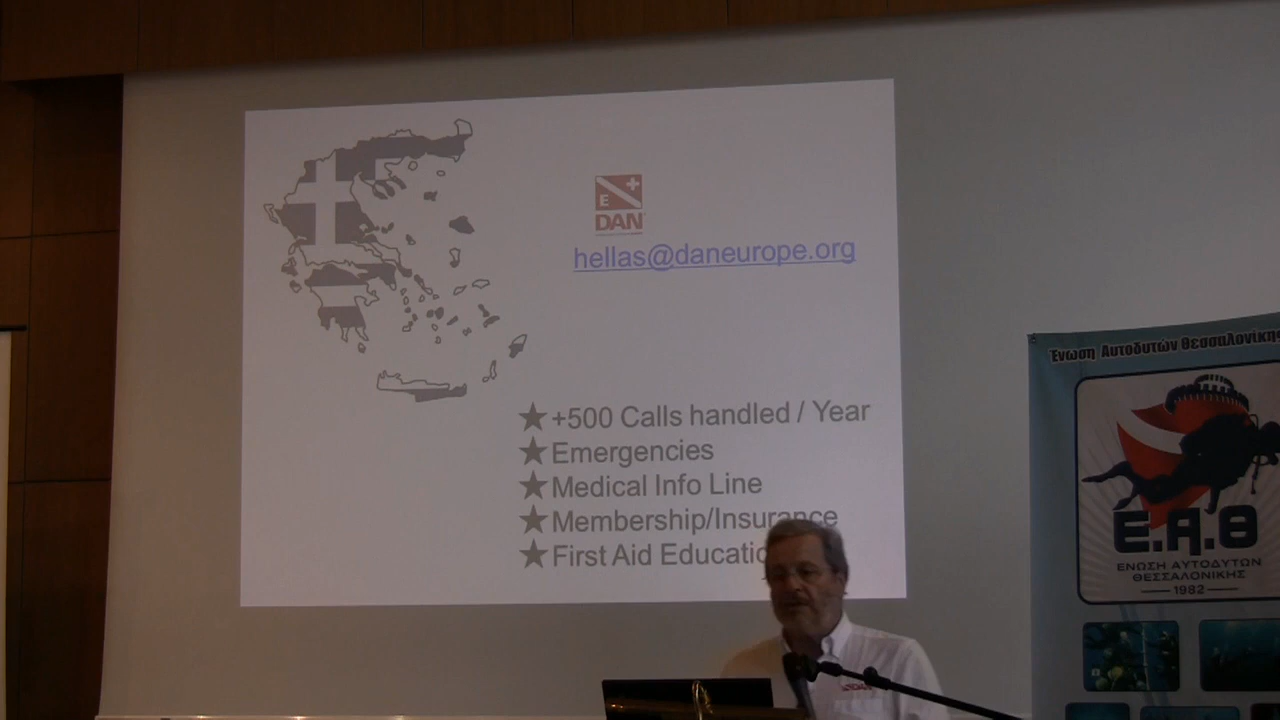 E
DAN
hellas@daneurope.org
+500 Calls handled / Year
Emergencies
Medical Info Line
Membership/Insurance
First Aid Educatio
Ένωση Αυτοδυτών Θεσσαλονίκης
Ε.Α.Θ
ΕΝΩΣΗ ΑΥΤΟΔΥΤΩΝ
ΘΕΣΣΑΛΟΝΙΚΗΣ
1982